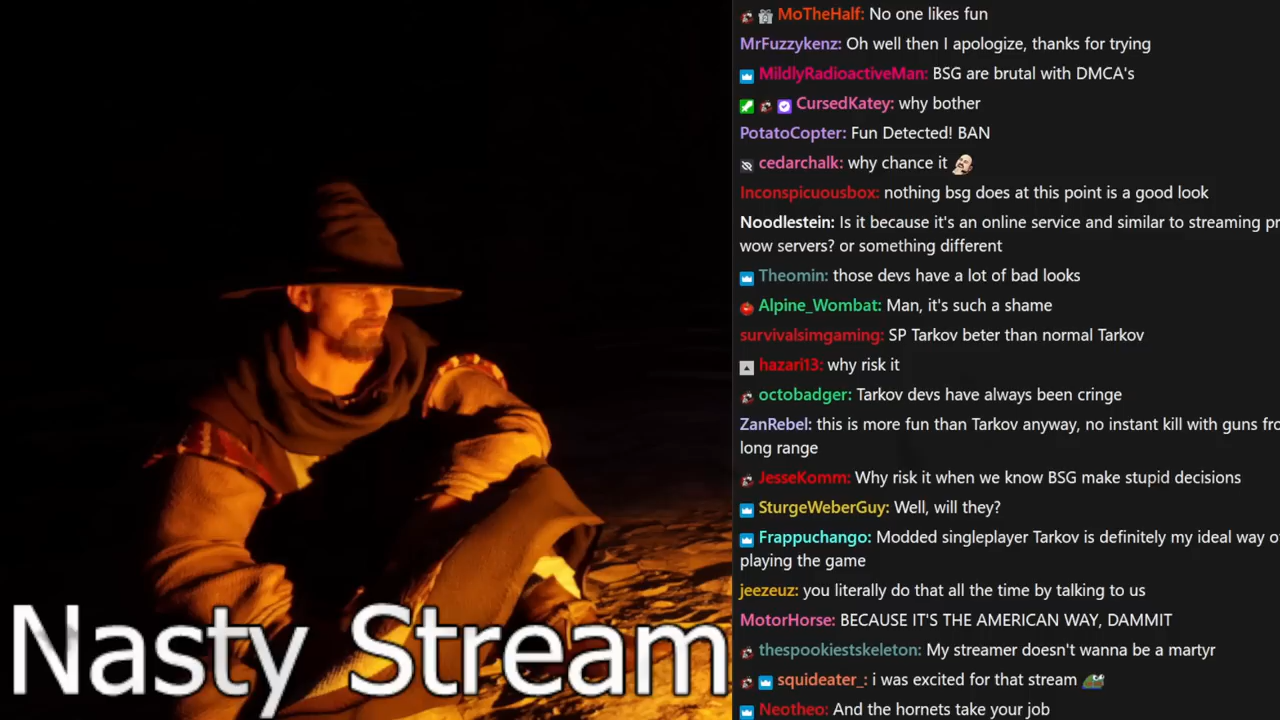 MoTheHalf: No one likes fun
MrFuzzykenz: Oh well then I apologize, thanks for trying
MildlyRadioactiveMan: BSG are brutal with DMCA's
CursedKatey: why bother
PotatoCopter: Fun Detected! BAN
cedarchalk: why chance it
Inconspicuousbox: nothing bsg does at this point is a good look
Noodlestein: Is it because it's an online service and similar to streaming pr
wow servers? or something different
Theomin: those devs have a lot of bad looks
Alpine_Wombat: Man, it's such a shame
survivalsimgaming: SP Tarkov beter than normal Tarkov
hazari13: why risk it
octobadger: Tarkov devs have always been cringe
ZanRebel: this is more fun than Tarkov anyway, no instant kill with guns fro
long range
JesseKomm: Why risk it when we know BSG make stupid decisions
SturgeWeberGuy: Well, will they?
Frappuchango: Modded singleplayer Tarkov is definitely my ideal way of
playing the game
jeezeuz: you literally do that all the time by talking to us
MotorHorse: BECAUSE IT'S THE AMERICAN WAY, DAMMIT
thespookiestskeleton: My streamer doesn't wanna be a martyr
squideater_: i was excited for that stream
Neotheo: And the hornets take your job
Nasty Stream